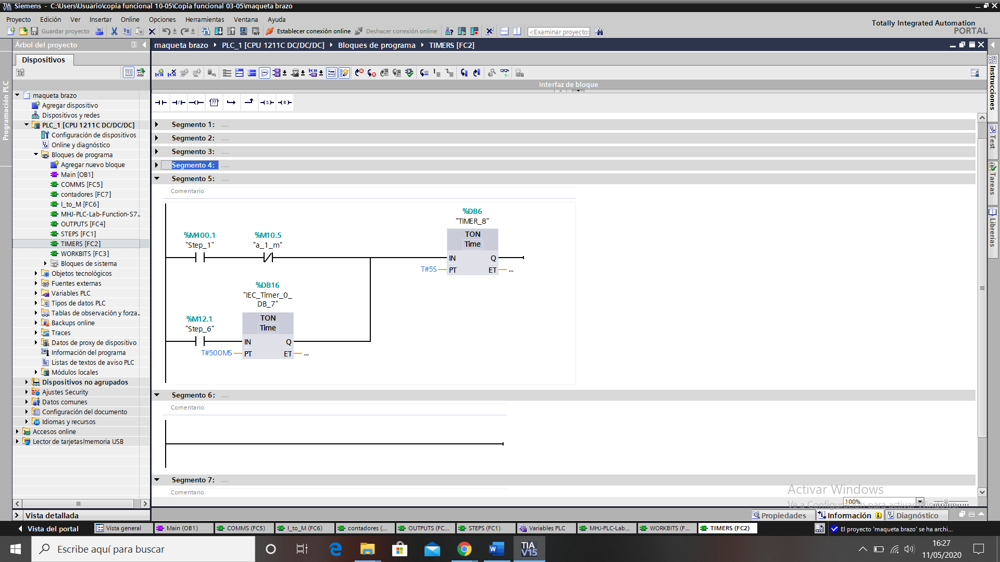 Siemens - C:\Users\Usuario\copia funcional 10-05\Copia funcional 03-05\maqueta brazo
Proyecto Edición Ver Insertar Online Opciones Herramientas Ventana Ayuda
Totally Integrated Automation
PORTAL
Guardar proyecto
Establecer conexión online
Deshacer conexión online
<Examinar proyecto>
Árbol del proyecto
maqueta brazo
PLC_1 [CPU 1211C DC/DC/DC]
Bloques de programa
TIMERS [FC2]
Dispositivos
Programación PLC
maqueta brazo
Agregar dispositivo
Dispositivos y redes
PLC_1 [CPU 1211C DC/DC/DC]
Configuración de dispositivos
Online y diagnóstico
Bloques de programa
Agregar nuevo bloque
Main [OB1]
COMMS [FC5]
contadores [FC7]
I_to_M [FC6]
MHJ-PLC-Lab-Function-S7..
OUTPUTS [FC4]
STEPS [FC1]
TIMERS [FC2]
WORKBITS [FC3]
Bloques de sistema
Objetos tecnológicos
Fuentes externas
Variables PLC
Tipos de datos PLC
Tablas de observación y forza..
Backups online
Traces
Datos de proxy de dispositivo
Información del programa
Listas de textos de aviso PLC
Módulos locales
Dispositivos no agrupados
Ajustes Security
Datos comunes
Configuración del documento
Idiomas y recursos
Accesos online
Lector de tarjetas/memoria USB
Vista detallada
Interfaz de bloque
Segmento 1: .....
Segmento 2: .....
Segmento 3: .....
Segmento 4: .....
Segmento 5: .....
Comentario
%DB6
"TIMER_8"
TON
Time
%M400.1
"Step_1"
%M10.5
"a_1_m"
IN Q
T#5S PT ET ...
%DB16
"IEC_Timer_0_
DB_7"
TON
Time
%M12.1
"Step_6"
IN Q
T#500MS PT ET ...
Segmento 6: .....
Comentario
Segmento 7: .....
Comentario
Instrucciones
Test
Tareas
Librerías
Activar Windows
Ve a Configuración para activar Windows.
100%
Propiedades Información Diagnóstico
Vista del portal
Vista general
Main (OB1)
COMMS (FC5)
I_to_M (FC6)
contadores (...
OUTPUTS (FC...
STEPS (FC1)
Variables PLC
MHJ-PLC-Lab...
WORKBITS (F...
TIMERS (FC2)
El proyecto 'maqueta brazo' se ha archi...
Escribe aquí para buscar
TIA
V15
16:27
11/05/2020